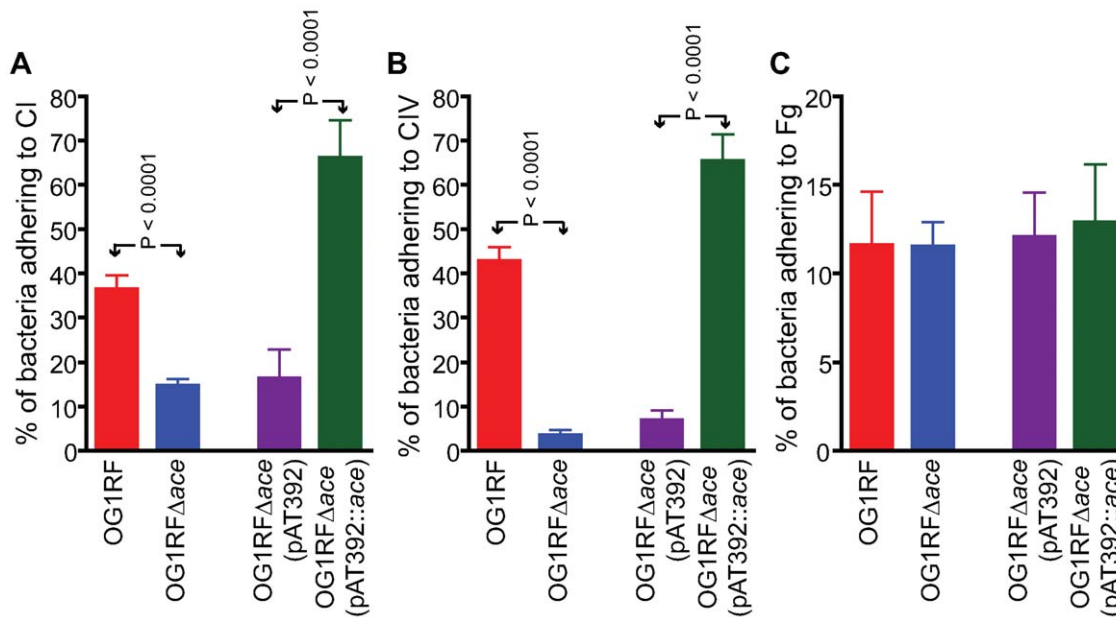 A
% of bacteria adhering to CI
80
70
60
50
40
30
20
10
0
P < 0.0001
P < 0.0001
OG1RF
OG1RFΔace
OG1RFΔace
(pAT392)
OG1RFΔace
(pAT392::ace)
B
% of bacteria adhering to CIV
80
70
60
50
40
30
20
10
0
P < 0.0001
P < 0.0001
OG1RF
OG1RFΔace
OG1RFΔace
(pAT392)
OG1RFΔace
(pAT392::ace)
C
% of bacteria adhering to Fg
20
15
10
5
0
OG1RF
OG1RFΔace
OG1RFΔace
(pAT392)
OG1RFΔace
(pAT392::ace)